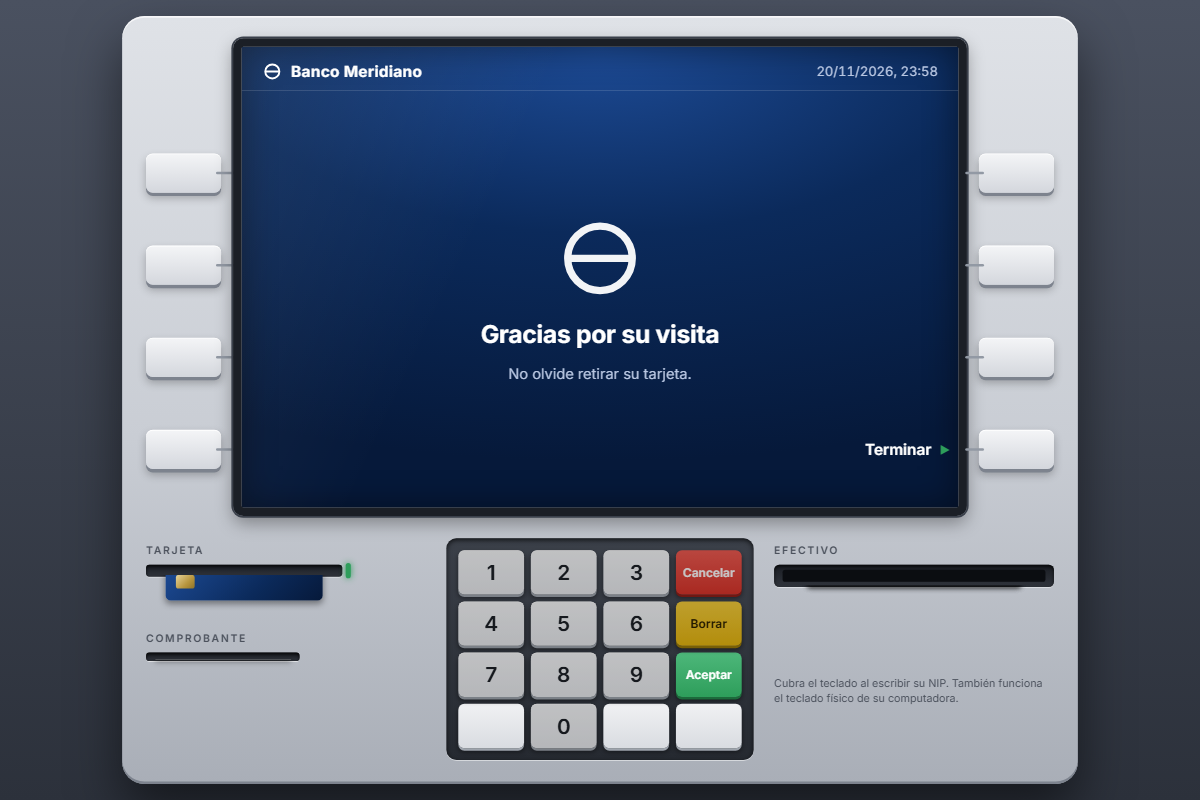 Banco Meridiano
20/11/2026, 23:58
Gracias por su visita
No olvide retirar su tarjeta.
Terminar
TARJETA
COMPROBANTE
1 2 3 Cancelar
4 5 6 Borrar
7 8 9 Aceptar
0
EFECTIVO
Cubra el teclado al escribir su NIP. También funciona
el teclado físico de su computadora.